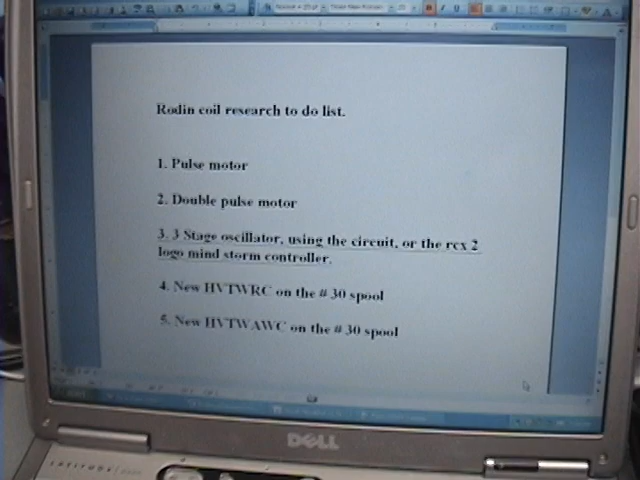 Rodin coil research to do list.
1. Pulse motor
2. Double pulse motor
3. 3 Stage oscillator, using the circuit, or the rcx 2
logo mind storm controller.
4. New HVTWRC on the # 30 spool
5. New HVTWAWC on the # 30 spool
DELL
LATITUDE